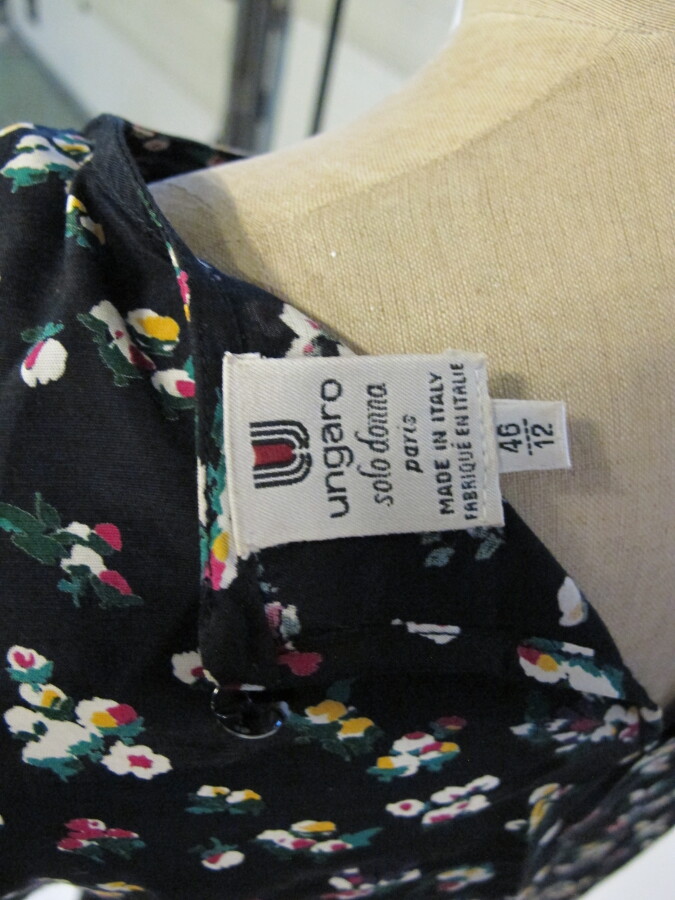 ungaro
solo donna
paris
MADE IN ITALY
FABRIQUÉ EN ITALIE
46
12